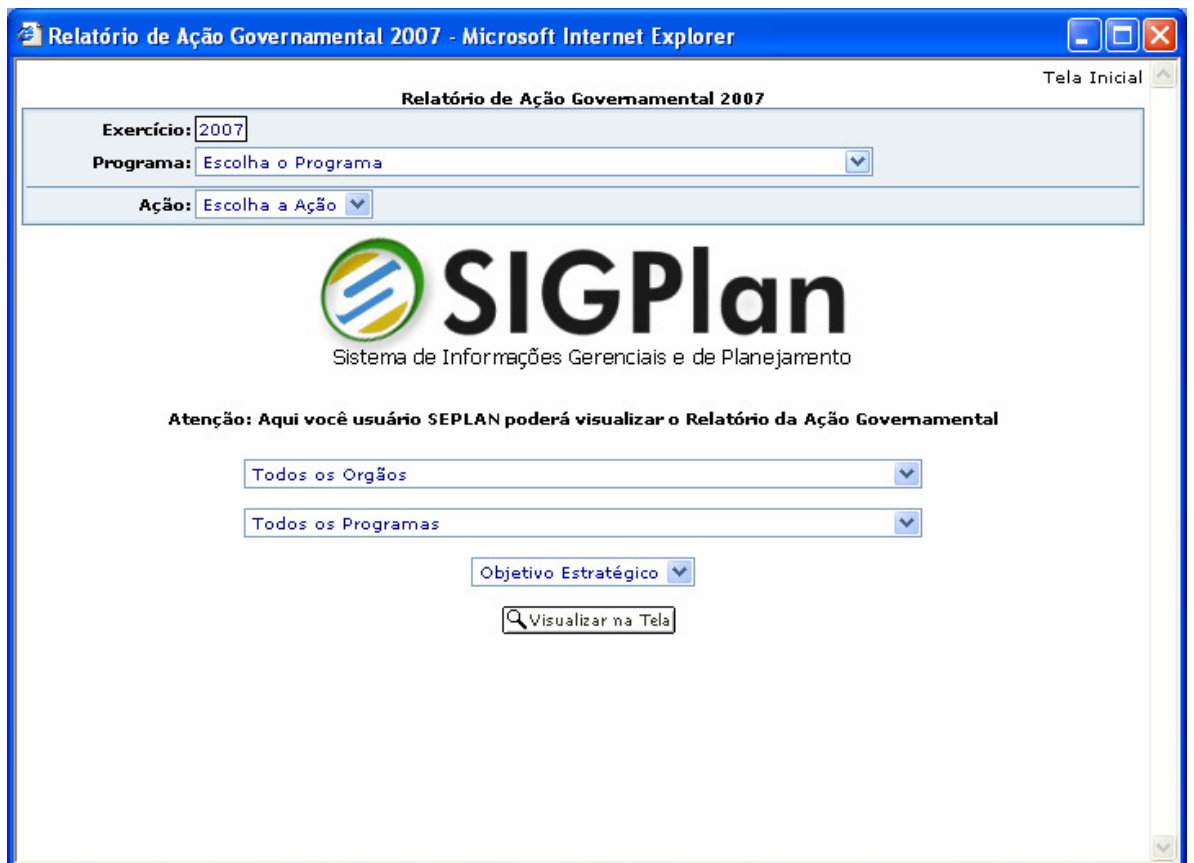 Relatório de Ação Governamental 2007 - Microsoft Internet Explorer
Tela Inicial
Relatório de Ação Governamental 2007
Exercício: 2007
Programa: Escolha o Programa
Ação: Escolha a Ação
SIGPlan
Sistema de Informações Gerenciais e de Planejamento
Atenção: Aqui você usuário SEPLAN poderá visualizar o Relatório da Ação Governamental
Todos os Orgãos
Todos os Programas
Objetivo Estratégico
Visualizar na Tela